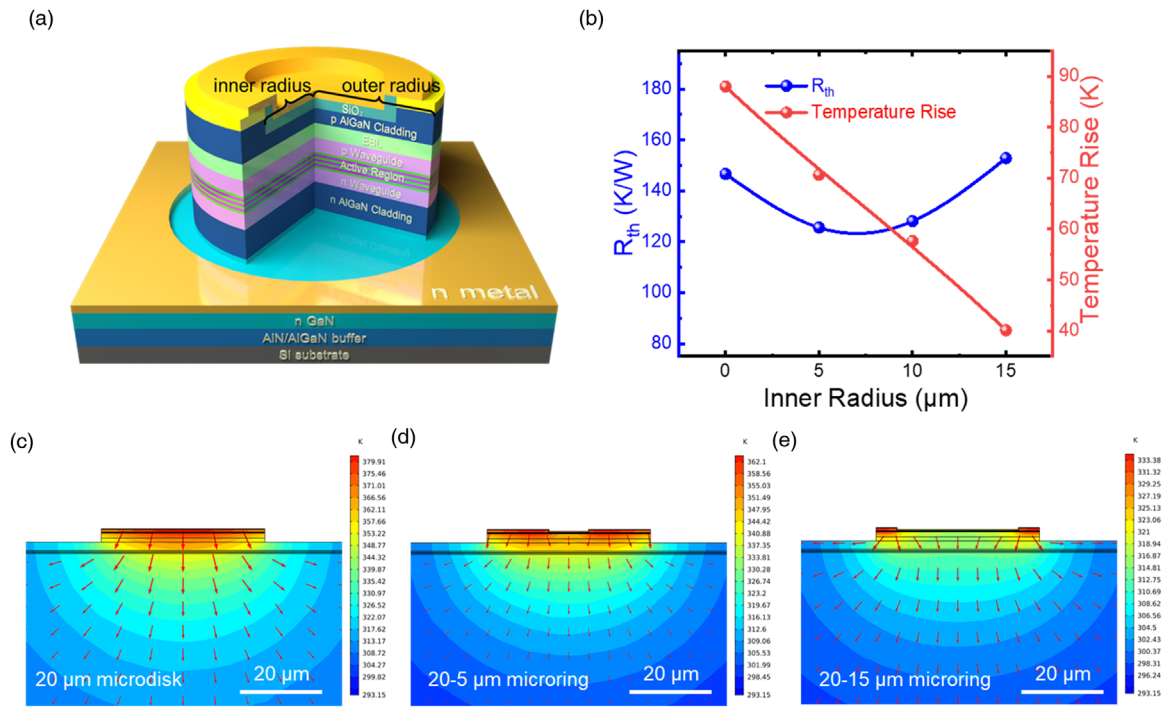 (a)
inner radius
outer radius
SiO₂
p AlGaN Cladding
EBL
p Waveguide
Active Region
n Waveguide
n AlGaN Cladding
n metal
n GaN
AlN/AlGaN buffer
Si substrate
(b)
R_th
Temperature Rise
R_th (K/W)
180
160
140
120
100
80
Temperature Rise (K)
90
80
70
60
50
40
0 5 10 15
Inner Radius (μm)
(c)
K
379.91
375.46
371.01
366.56
362.11
357.66
353.22
348.77
344.32
339.87
335.42
330.97
326.52
322.07
317.62
313.17
308.72
304.27
299.82
293.15
20 μm microdisk
20 μm
(d)
K
362.1
358.56
355.03
351.49
347.95
344.42
340.88
337.35
333.81
330.28
326.74
323.2
319.67
316.13
312.6
309.06
305.53
301.99
298.45
293.15
20-5 μm microring
20 μm
(e)
K
333.38
331.32
329.25
327.19
325.13
323.06
321
318.94
316.87
314.81
312.75
310.68
308.62
306.56
304.5
302.43
300.37
298.31
296.24
293.15
20-15 μm microring
20 μm